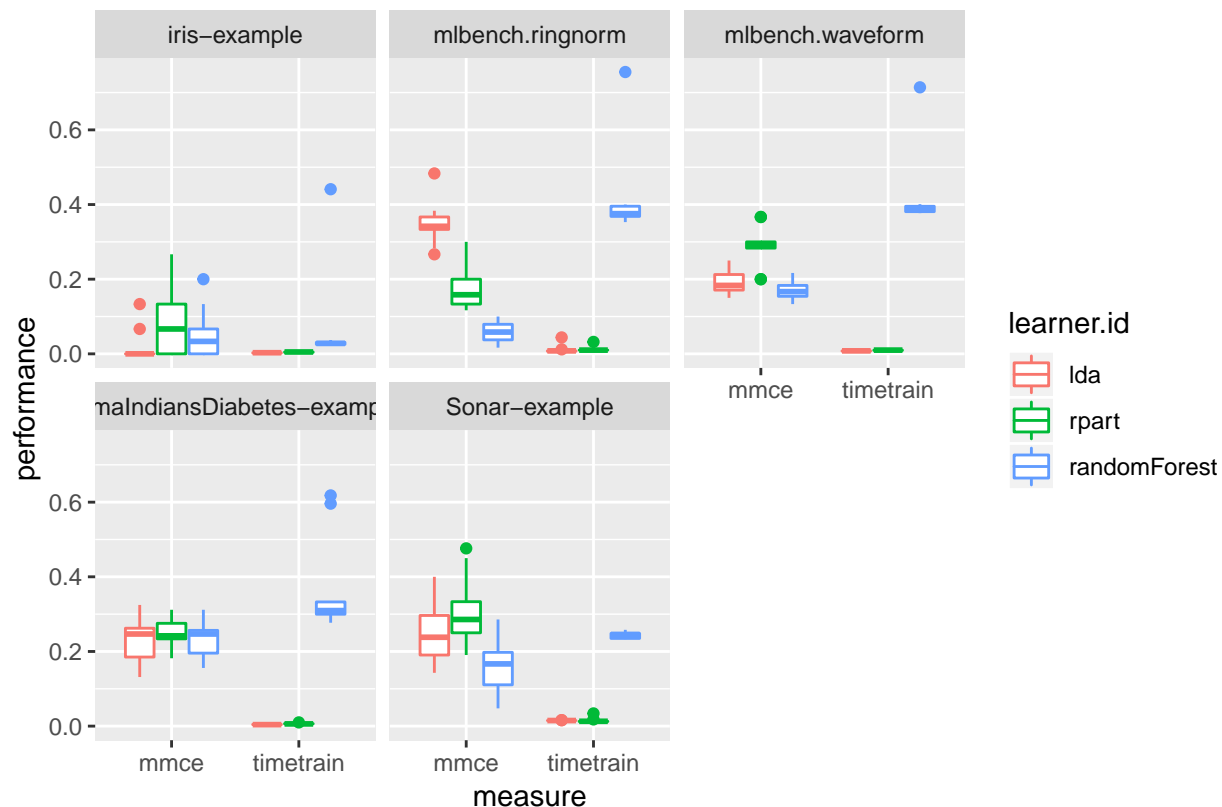 iris-example
mlbench.ringnorm
mlbench.waveform
0.6
0.4
0.2
0.0
maIndiansDiabetes-examp
Sonar-example
0.6
0.4
0.2
0.0
mmce
timetrain
mmce
timetrain
mmce
timetrain
performance
measure
learner.id
lda
rpart
randomForest